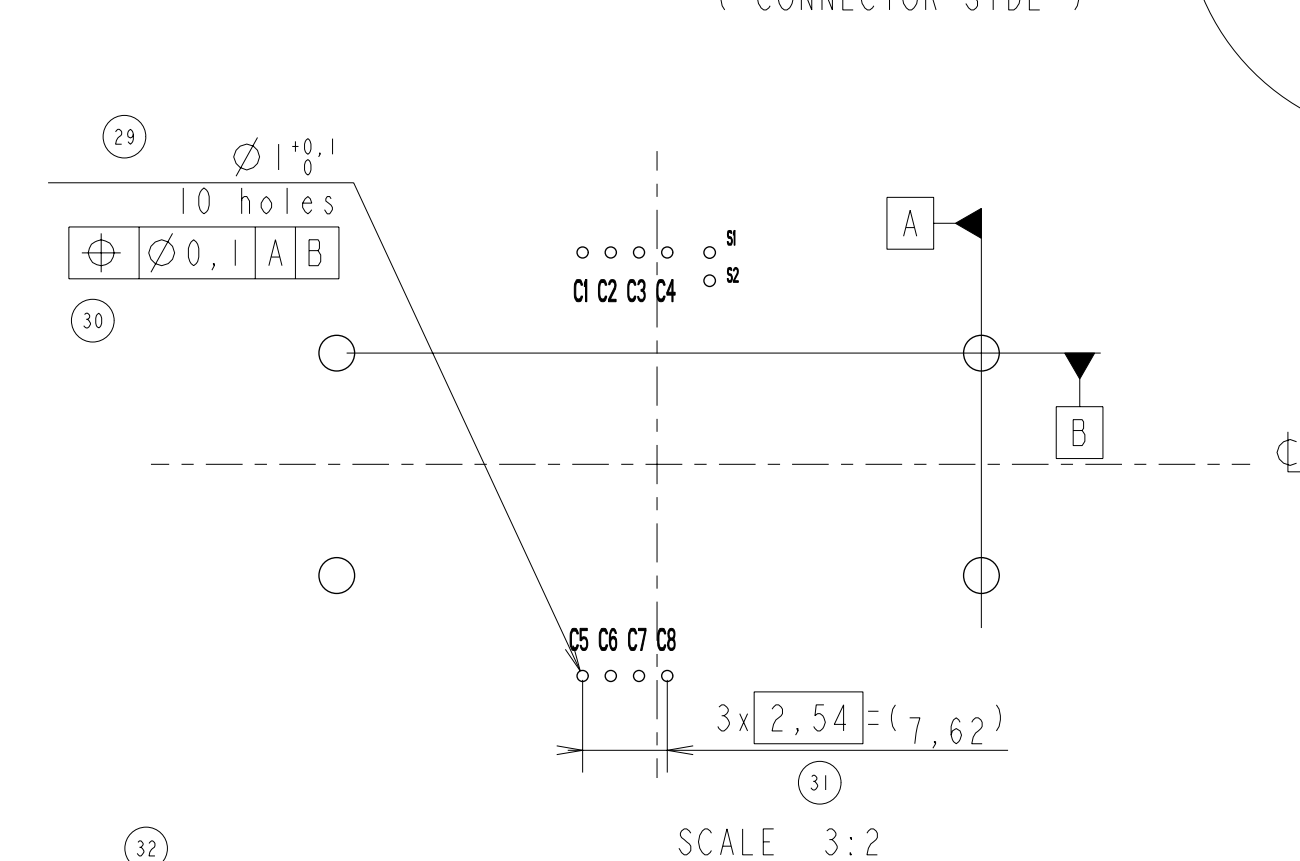 ( CONNECTOR SIDE )
29
Ø 1 +0,1 0
10 holes
⌖ Ø 0,1 A B
30
A
S1
S2
C1 C2 C3 C4
B
℄
C5 C6 C7 C8
3x 2,54 =( 7,62 )
31
SCALE 3:2
32